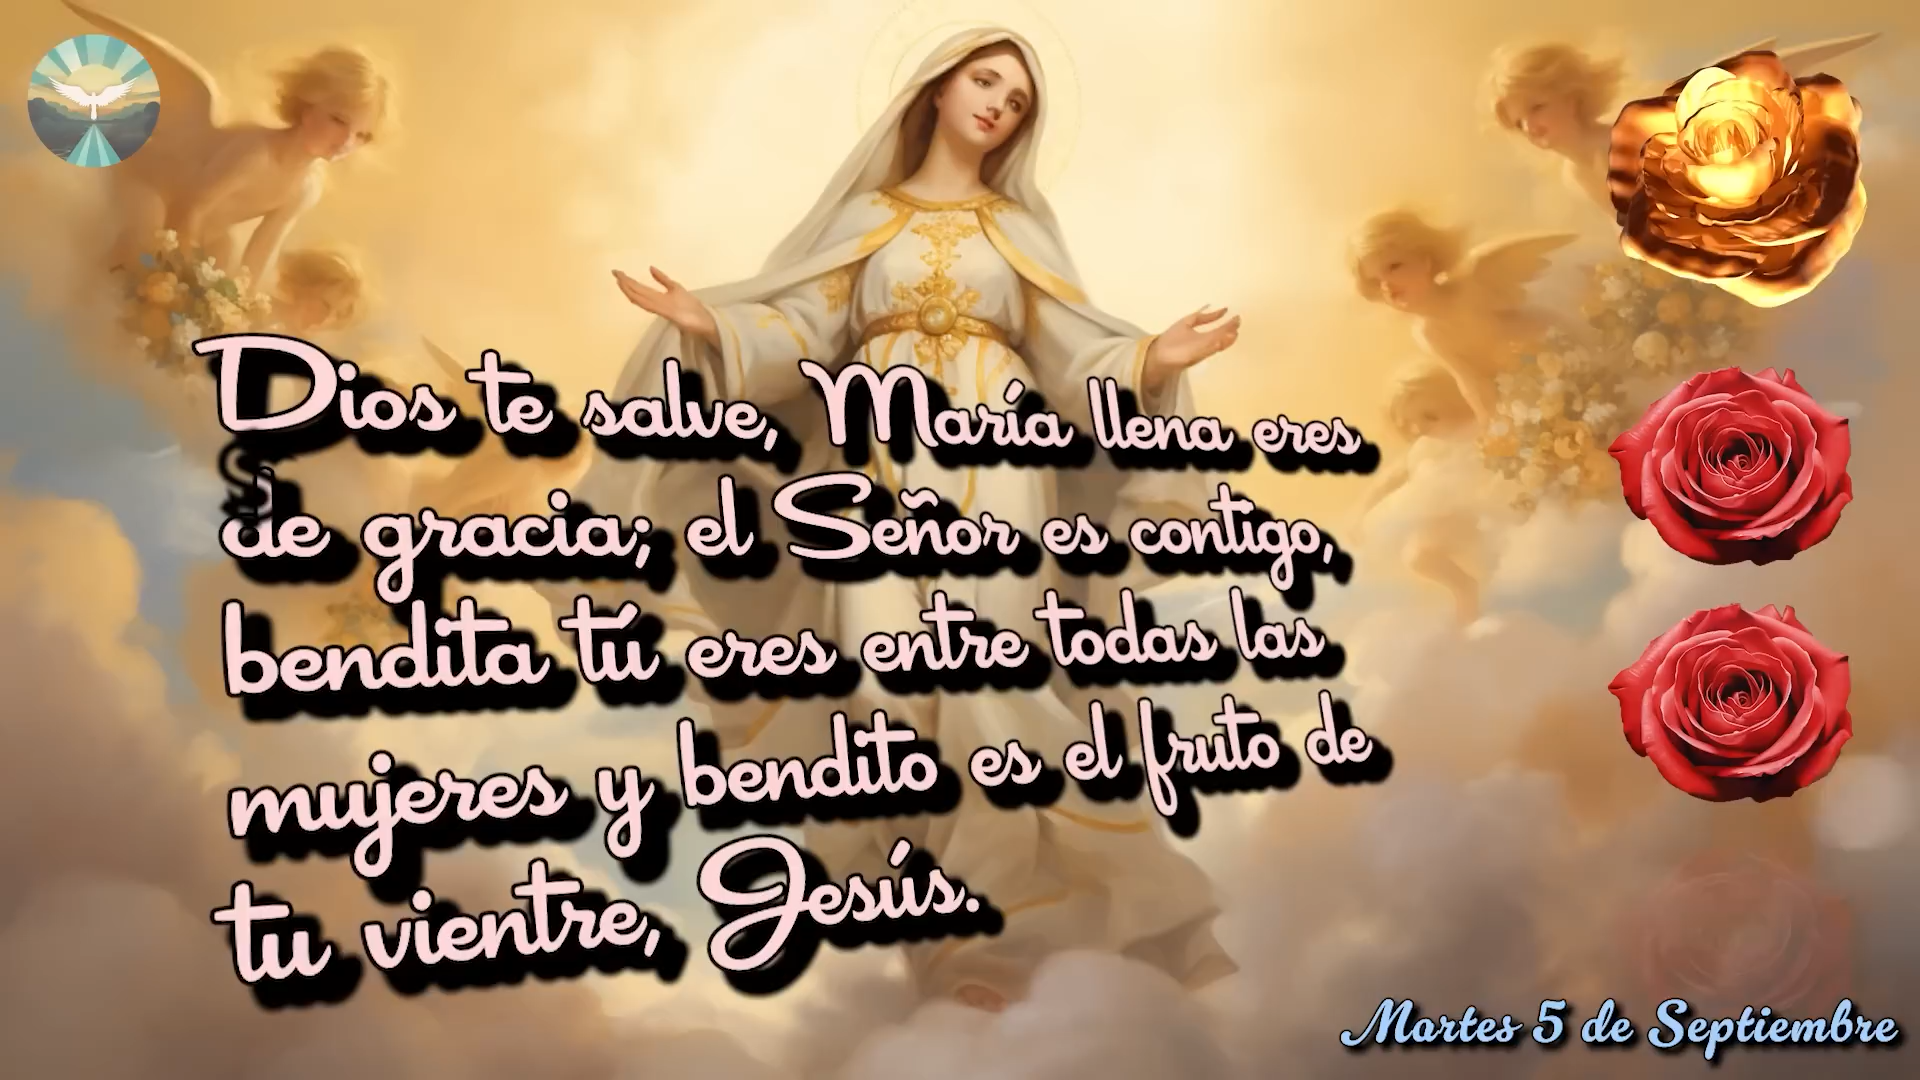 Dios te salve, María llena eres
de gracia; el Señor es contigo,
bendita tú eres entre todas las
mujeres y bendito es el fruto de
tu vientre, Jesús.
Martes 5 de Septiembre